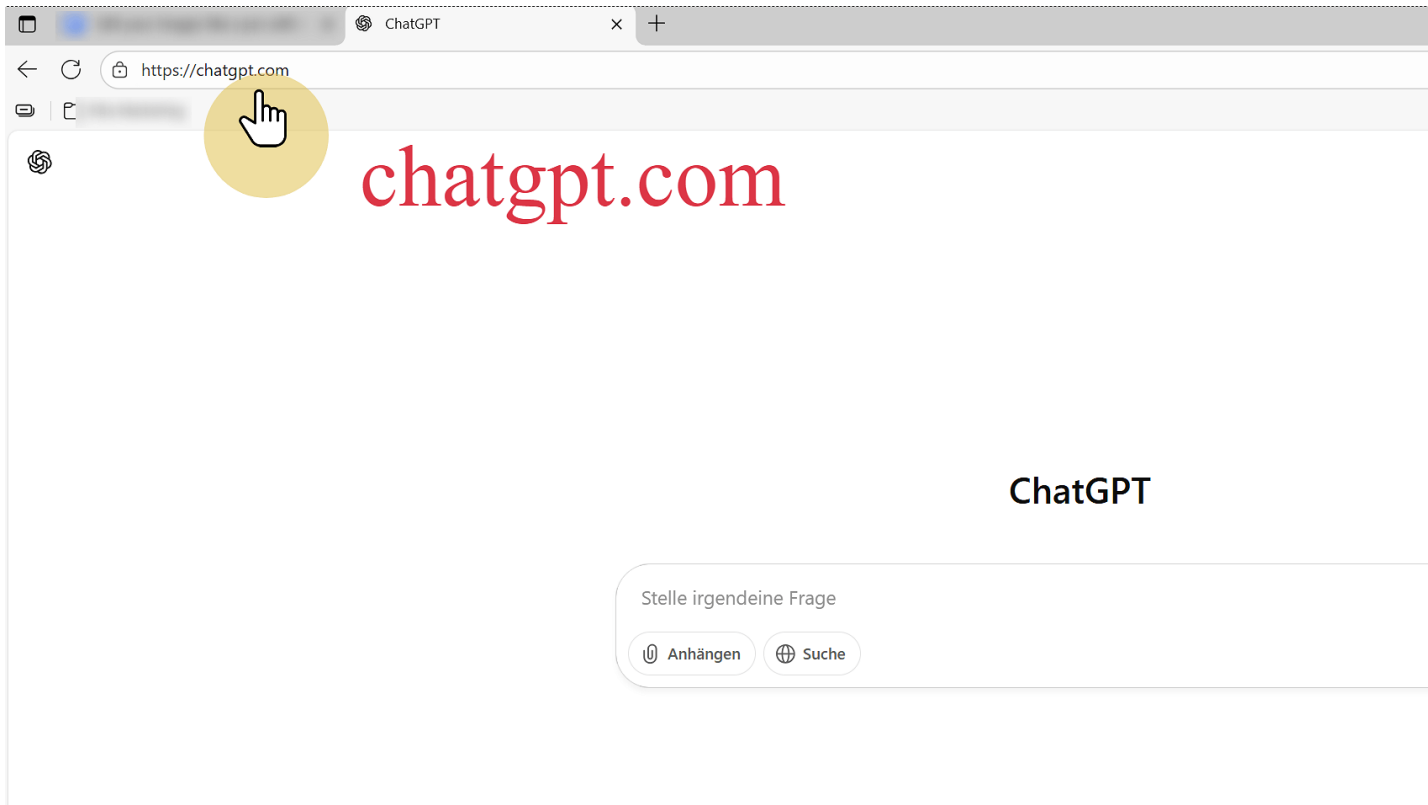 ChatGPT
https://chatgpt.com
chatgpt.com
ChatGPT
Stelle irgendeine Frage
Anhängen
Suche